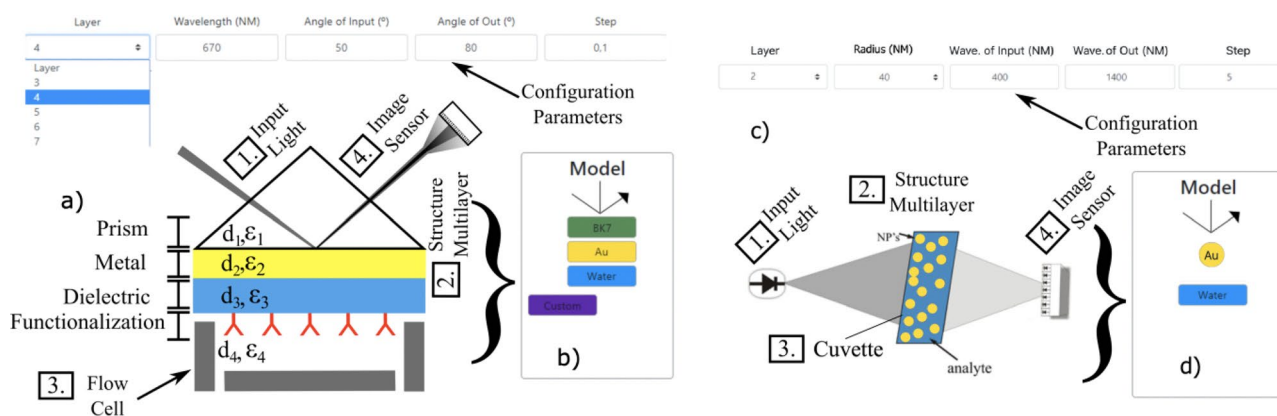 Layer Wavelength (NM) Angle of Input (º) Angle of Out (º) Step
4 670 50 80 0,1
Layer
3
4
5
6
7
Configuration
Parameters
1. Input
Light
4. Image
Sensor
a)
Prism
Metal
Dielectric
Functionalization
d1,ε1
d2,ε2
d3, ε3
d4, ε4
2. Structure
Multilayer
3. Flow
Cell
Model
BK7
Au
Water
Custom
b)
Layer Radius (NM) Wave. of Input (NM) Wave. of Out (NM) Step
2 40 400 1400 5
c)
Configuration
Parameters
1. Input
Light
2. Structure
Multilayer
NP's
3. Cuvette
analyte
4. Image
Sensor
Model
Au
Water
d)